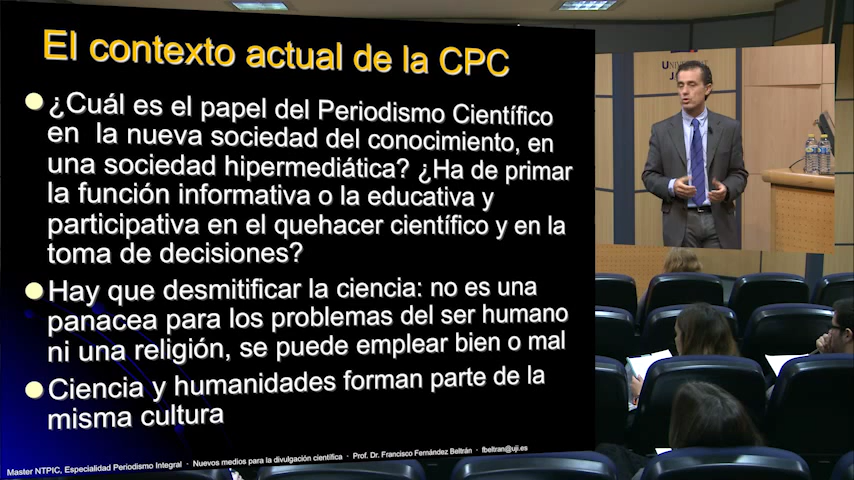 El contexto actual de la CPC
¿Cuál es el papel del Periodismo Científico
en la nueva sociedad del conocimiento, en
una sociedad hipermediática? ¿Ha de primar
la función informativa o la educativa y
participativa en el quehacer científico y en la
toma de decisiones?
Hay que desmitificar la ciencia: no es una
panacea para los problemas del ser humano
ni una religión, se puede emplear bien o mal
Ciencia y humanidades forman parte de la
misma cultura
Master NTPIC, Especialidad Periodismo Integral - Nuevos medios para la divulgación científica - Prof. Dr. Francisco Fernández Beltrán - fbeltran@uji.es